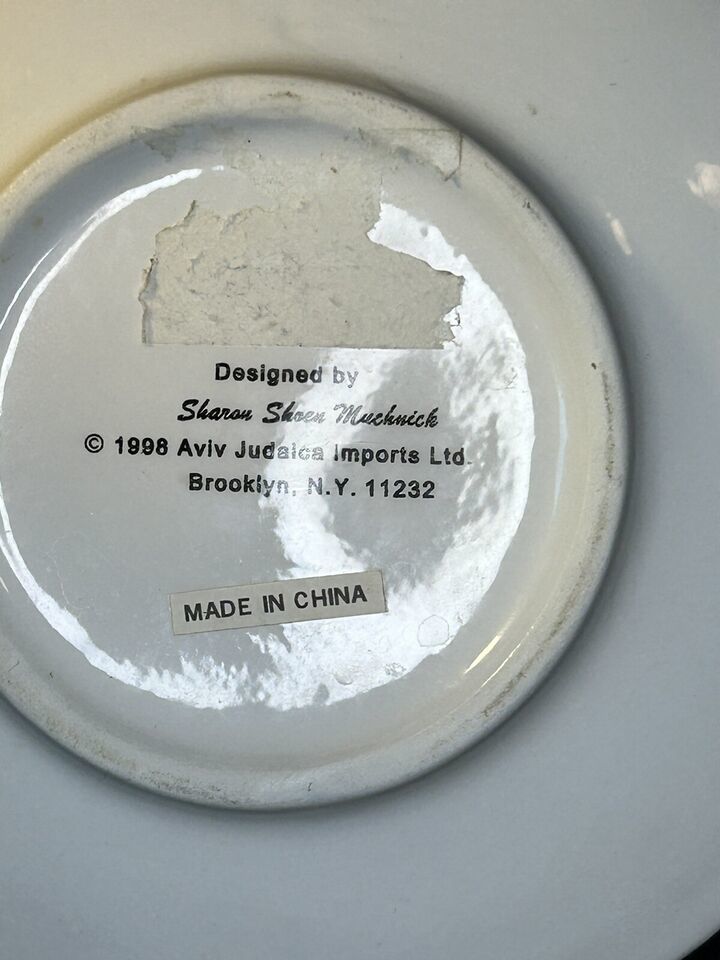 Designed by
Sharon Shoen Muchnick
© 1998 Aviv Judaica Imports Ltd.
Brooklyn, N.Y. 11232
MADE IN CHINA